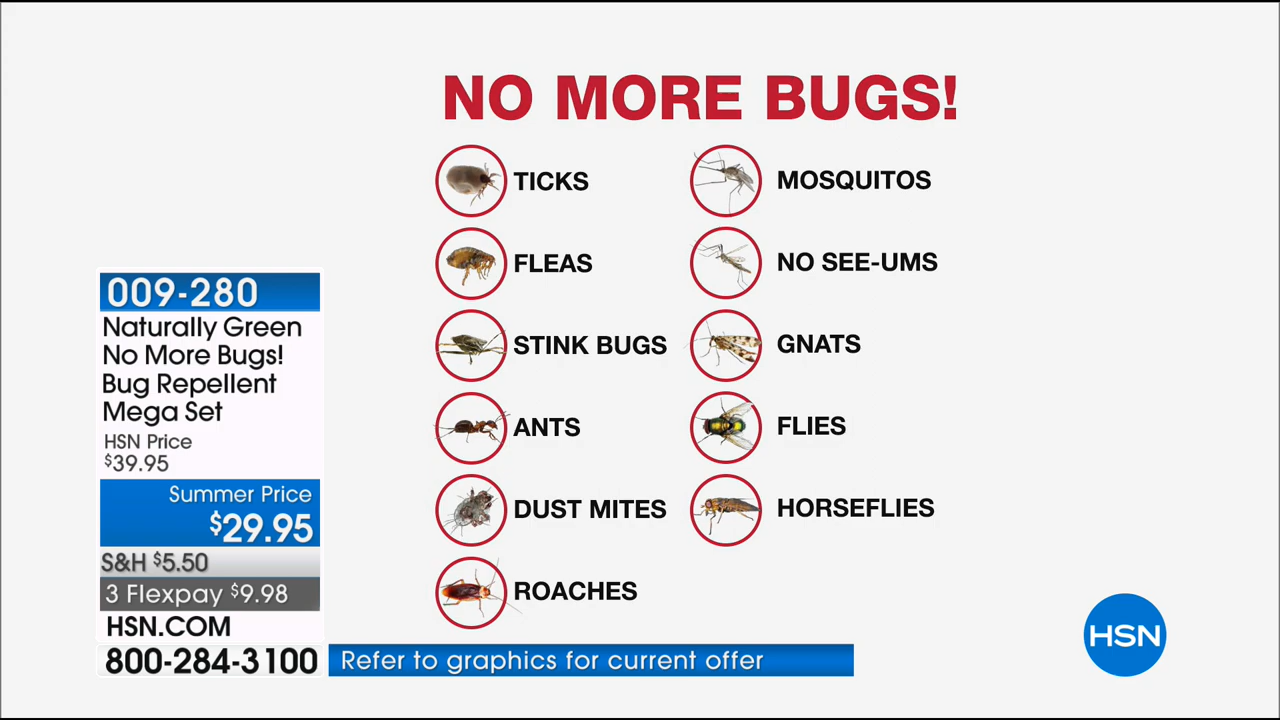 NO MORE BUGS!
TICKS
MOSQUITOS
FLEAS
NO SEE-UMS
STINK BUGS
GNATS
ANTS
FLIES
DUST MITES
HORSEFLIES
ROACHES
009-280
Naturally Green
No More Bugs!
Bug Repellent
Mega Set
HSN Price
$39.95
Summer Price
$29.95
S&H $5.50
3 Flexpay $9.98
HSN.COM
800-284-3100
Refer to graphics for current offer
HSN